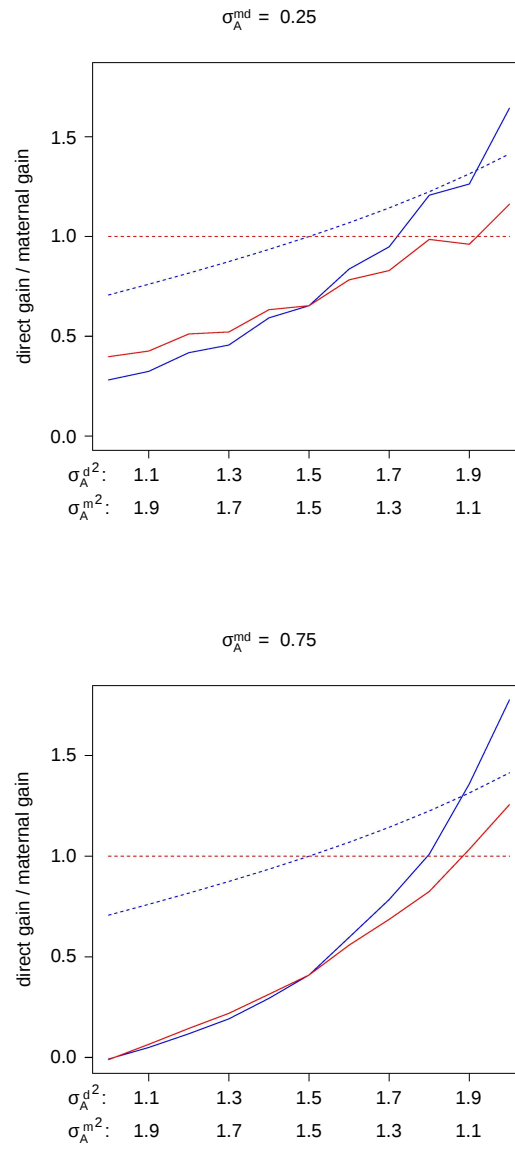 σ_A^md = 0.25
direct gain / maternal gain
1.5
1.0
0.5
0.0
σ_A^d 2: 1.1 1.3 1.5 1.7 1.9
σ_A^m 2: 1.9 1.7 1.5 1.3 1.1
σ_A^md = 0.75
direct gain / maternal gain
1.5
1.0
0.5
0.0
σ_A^d 2: 1.1 1.3 1.5 1.7 1.9
σ_A^m 2: 1.9 1.7 1.5 1.3 1.1